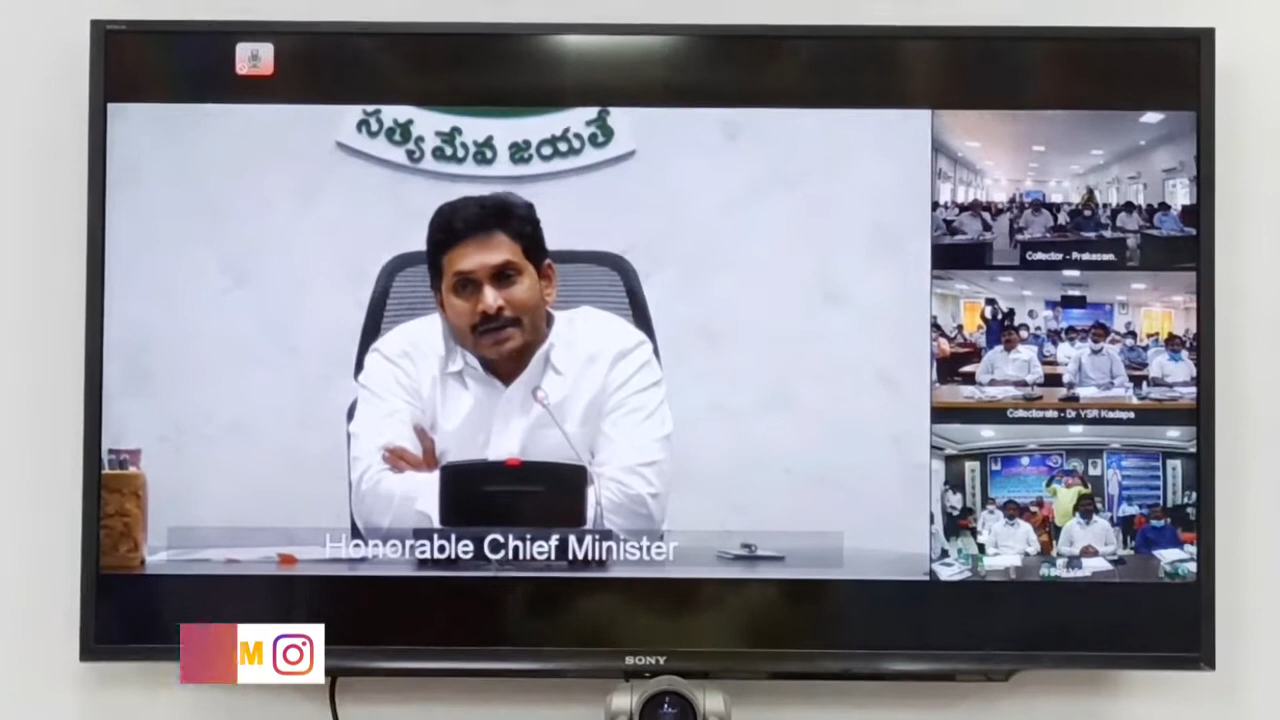 సత్యమేవ జయతే
Collector - Prakasam.
Collectorate - Dr YSR Kadapa
Honorable Chief Minister
M
SONY